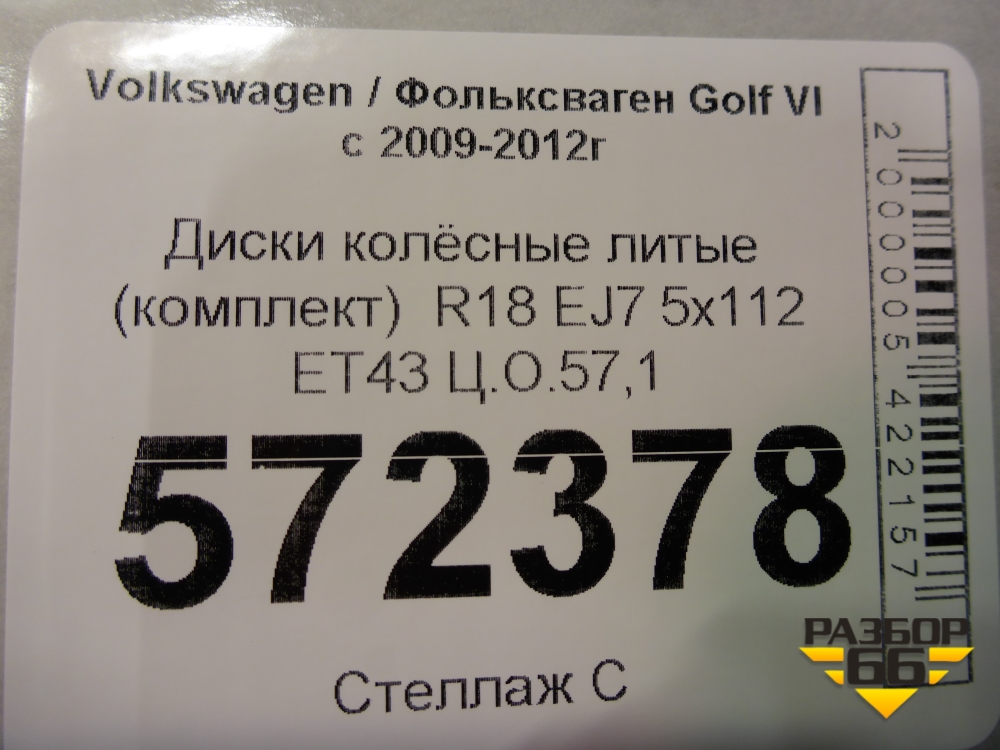 Volkswagen / Фольксваген Golf VI
с 2009-2012г
Диски колёсные литые
(комплект) R18 EJ7 5x112
ET43 Ц.О.57,1
572378
Стеллаж С
2000005422157
РАЗБОР
66